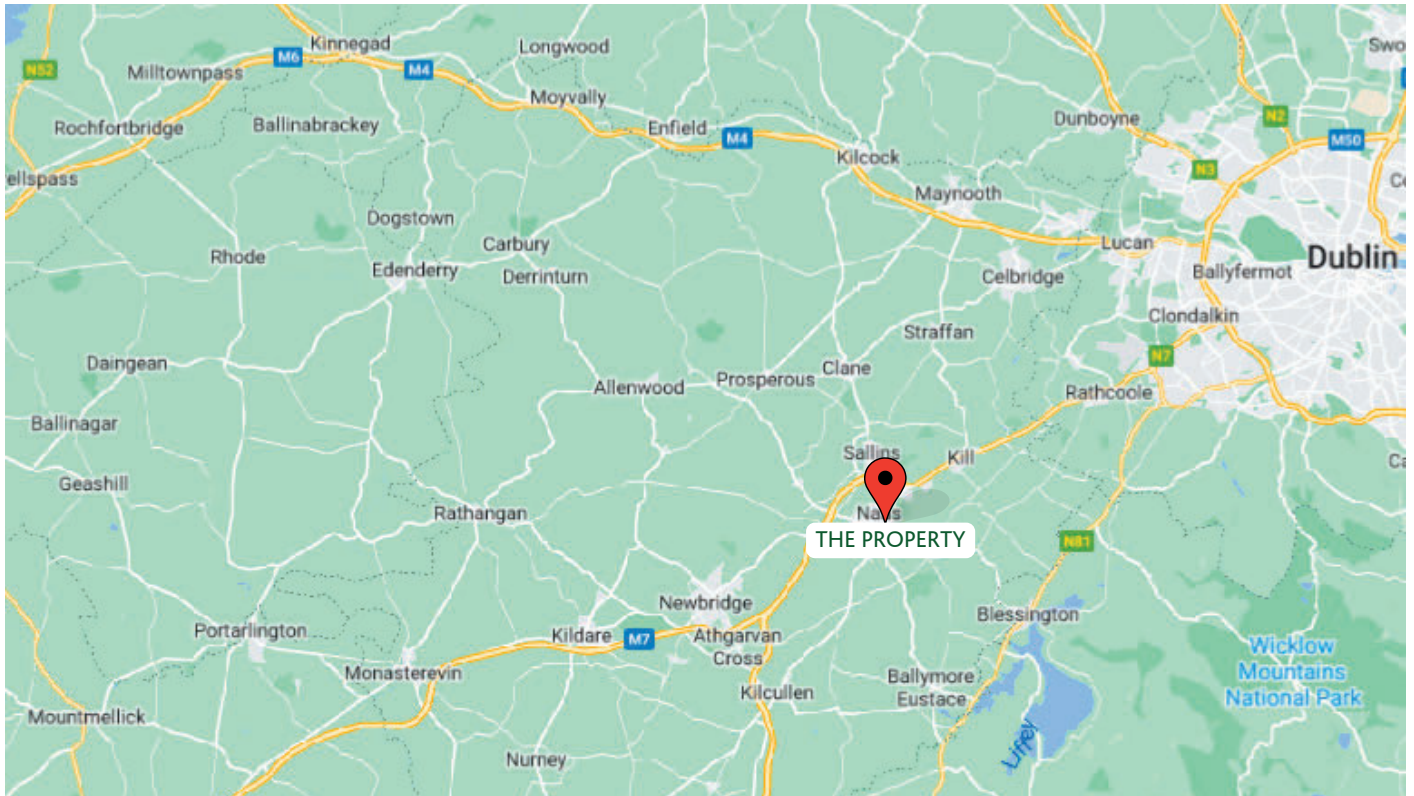 Kinnegad
Longwood
Swo
M6
N52
M4
Milltownpass
Moyvally
N2
Rochfortbridge
Ballinabrackey
Enfield
M4
Dunboyne
M50
Kilcock
N3
ellspass
Maynooth
Dogstown
Carbury
Lucan
Rhode
Edenderry
Derrinturn
Celbridge
Ballyfermot
Dublin
Clondalkin
Straffan
N7
Daingean
Allenwood
Prosperous
Clane
Rathcoole
Ballinagar
Sallins
Kill
Geashill
Rathangan
Naas
THE PROPERTY
N81
Newbridge
Blessington
Portarlington
Kildare
M7
Athgarvan
Cross
Wicklow
Mountains
National Park
Monasterevin
Kilcullen
Ballymore
Eustace
Mountmellick
Liffey
Nurney